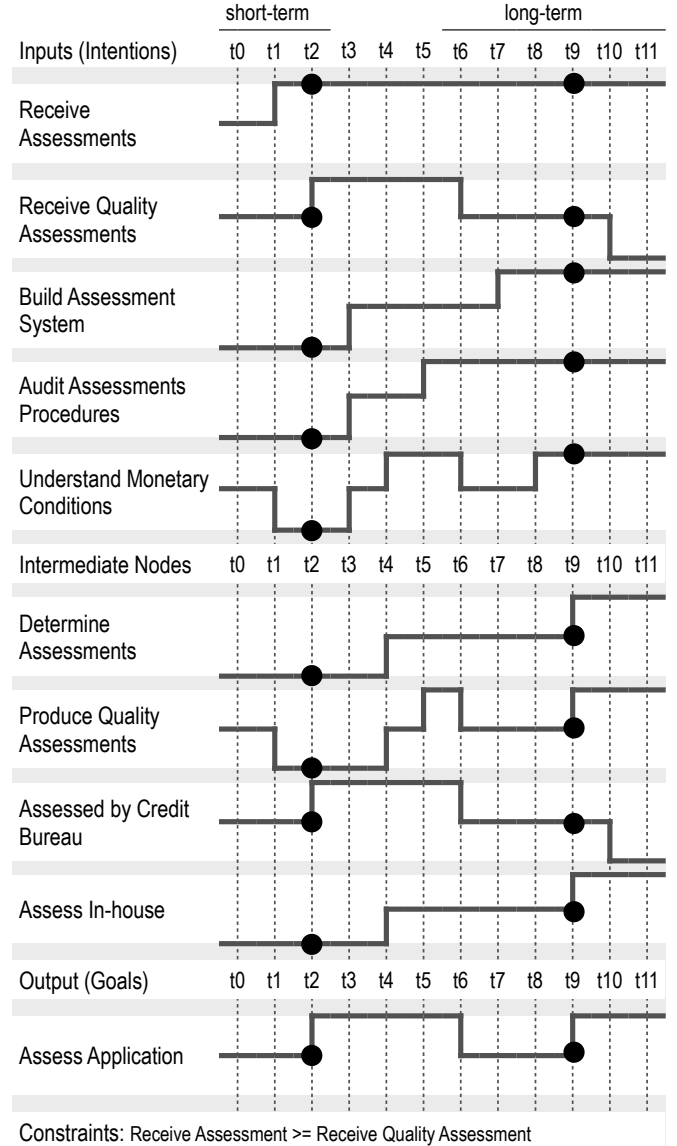 short-term long-term
Inputs (Intentions) t0 t1 t2 t3 t4 t5 t6 t7 t8 t9 t10 t11
Receive
Assessments
Receive Quality
Assessments
Build Assessment
System
Audit Assessments
Procedures
Understand Monetary
Conditions
Intermediate Nodes t0 t1 t2 t3 t4 t5 t6 t7 t8 t9 t10 t11
Determine
Assessments
Produce Quality
Assessments
Assessed by Credit
Bureau
Assess In-house
Output (Goals) t0 t1 t2 t3 t4 t5 t6 t7 t8 t9 t10 t11
Assess Application
Constraints: Receive Assessment >= Receive Quality Assessment